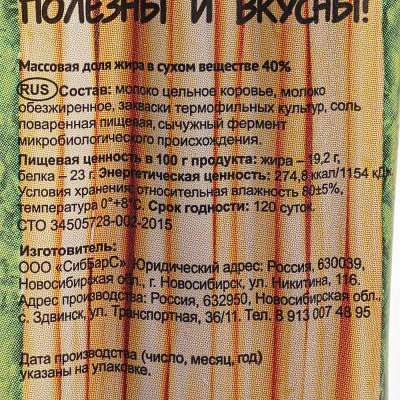 ПОЛЕЗНЫ И ВКУСНЫ!
Массовая доля жира в сухом веществе 40%
RUS Состав: молоко цельное коровье, молоко
обезжиренное, закваски термофильных культур, соль
поваренная пищевая, сычужный фермент
микробиологического происхождения.
Пищевая ценность в 100 г продукта: жира – 19,2 г,
белка – 23 г. Энергетическая ценность: 274,8 ккал/1154 кДж.
Условия хранения: относительная влажность 80±5%,
температура 0°+8°С. Срок годности: 120 суток.
СТО 34505728-002-2015
Изготовитель:
ООО «СибБарС». Юридический адрес: Россия, 630039,
Новосибирская обл., г. Новосибирск, ул. Никитина, 116.
Адрес производства: Россия, 632950, Новосибирская обл.,
с. Здвинск, ул. Транспортная, 36/11. Тел. 8 913 007 48 95
Дата производства (число, месяц, год)
указаны на упаковке.